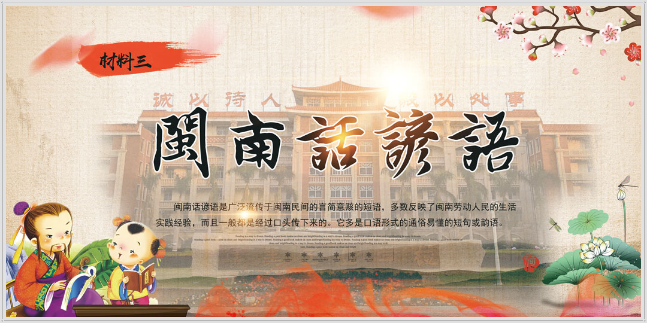 材料三
诚以待人 诚以处事
閩南話諺語
闽南话谚语是广泛流传于闽南民间的言简意赅的短语，多数反映了闽南劳动人民的生活
实践经验，而且一般都是经过口头传下来的。它多是口语形式的通俗易懂的短句或韵语。